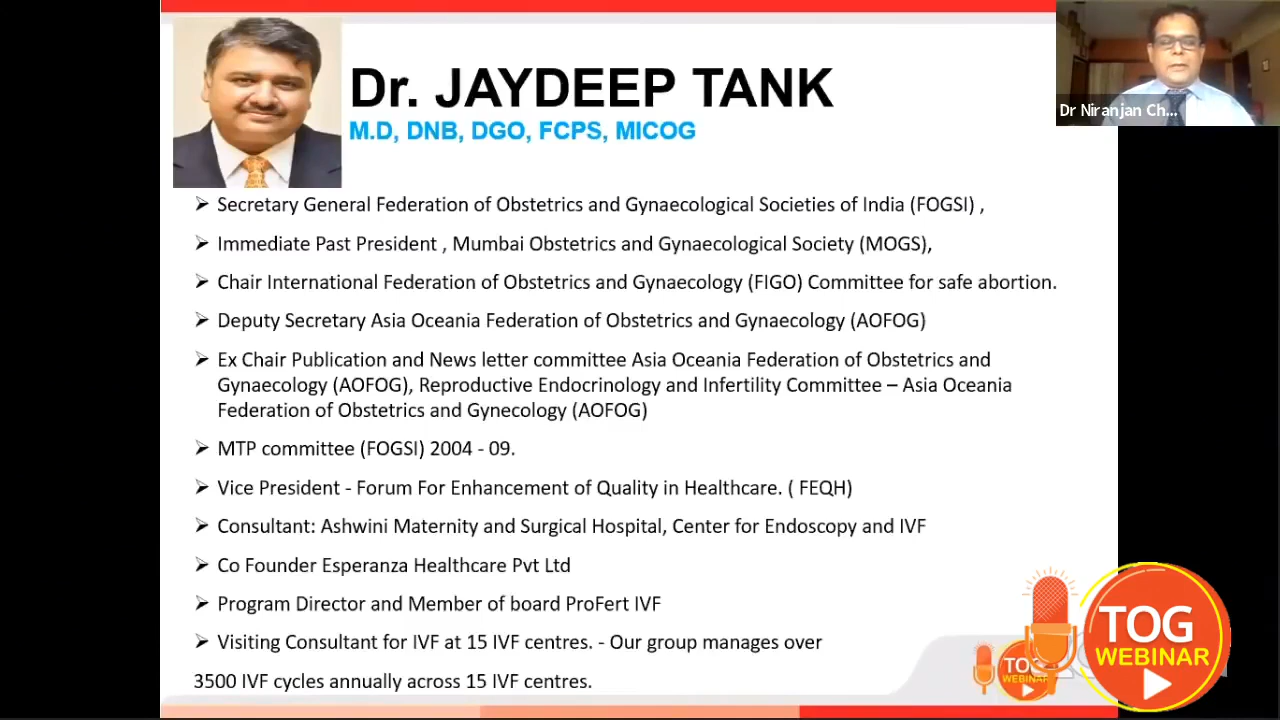 Dr. JAYDEEP TANK
M.D, DNB, DGO, FCPS, MICOG
Dr Niranjan Ch...
➢ Secretary General Federation of Obstetrics and Gynaecological Societies of India (FOGSI) ,
➢ Immediate Past President , Mumbai Obstetrics and Gynaecological Society (MOGS),
➢ Chair International Federation of Obstetrics and Gynaecology (FIGO) Committee for safe abortion.
➢ Deputy Secretary Asia Oceania Federation of Obstetrics and Gynaecology (AOFOG)
➢ Ex Chair Publication and News letter committee Asia Oceania Federation of Obstetrics and
Gynaecology (AOFOG), Reproductive Endocrinology and Infertility Committee – Asia Oceania
Federation of Obstetrics and Gynecology (AOFOG)
➢ MTP committee (FOGSI) 2004 - 09.
➢ Vice President - Forum For Enhancement of Quality in Healthcare. ( FEQH)
➢ Consultant: Ashwini Maternity and Surgical Hospital, Center for Endoscopy and IVF
➢ Co Founder Esperanza Healthcare Pvt Ltd
➢ Program Director and Member of board ProFert IVF
➢ Visiting Consultant for IVF at 15 IVF centres. - Our group manages over
3500 IVF cycles annually across 15 IVF centres.
TOG
WEBINAR
TOG
WEBINAR